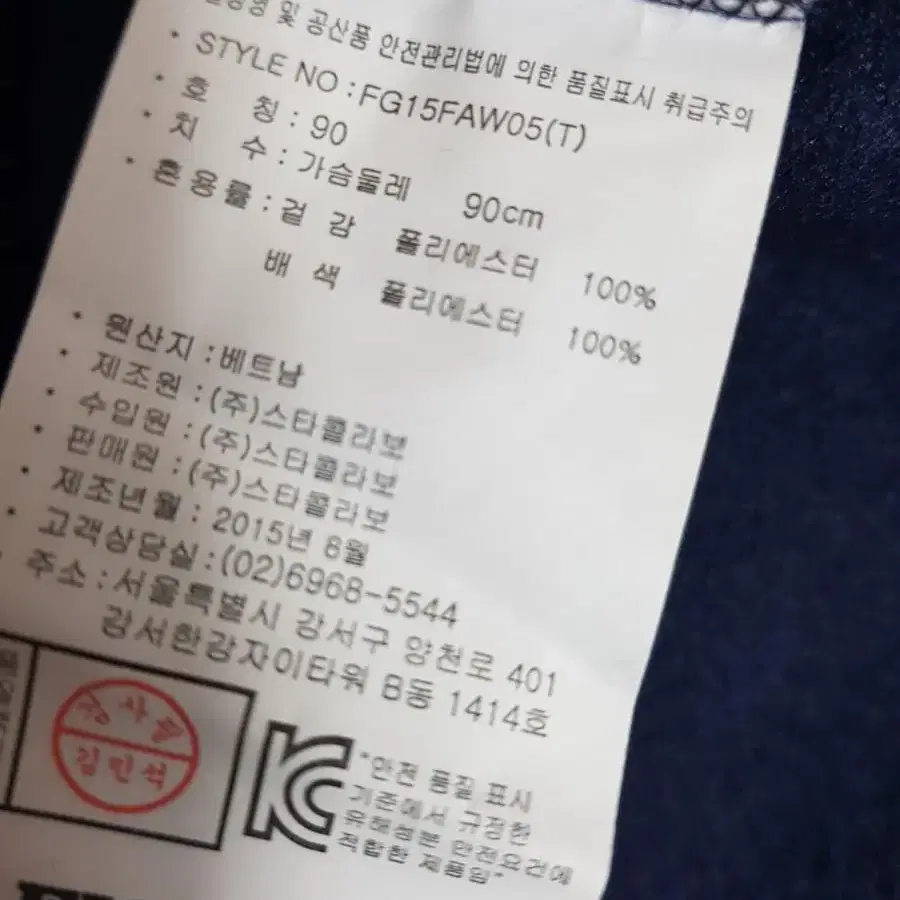 및 공산품 안전관리법에 의한 품질표시 취급주의
· STYLE NO : FG15FAW05(T)
· 호 칭 : 90
· 치 수 : 가슴둘레 90cm
· 혼용률 : 겉 감 폴리에스터 100%
배 색 폴리에스터 100%
· 원산지 : 베트남
· 제조원 : (주)스타콜라보
· 수입원 : (주)스타콜라보
· 판매원 : (주)스타콜라보
· 제조년월 : 2015년 6월
· 고객상담실 : (02)6968-5544
· 주소 : 서울특별시 강서구 양천로 401
강서한강자이타워 B동 1414호
검사필
김민석
KC
"안전 품질 표시
기준에서 규정한
유해성분 안전요건에
적합한 제품임"